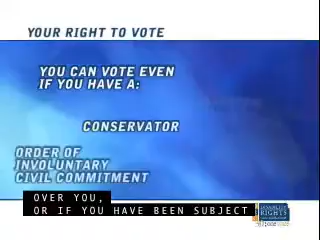 YOUR RIGHT TO VOTE
YOU CAN VOTE EVEN
IF YOU HAVE A:
CONSERVATOR
ORDER OF
INVOLUNTARY
CIVIL COMMITMENT
OVER YOU,
OR IF YOU HAVE BEEN SUBJECT
RIGHTS